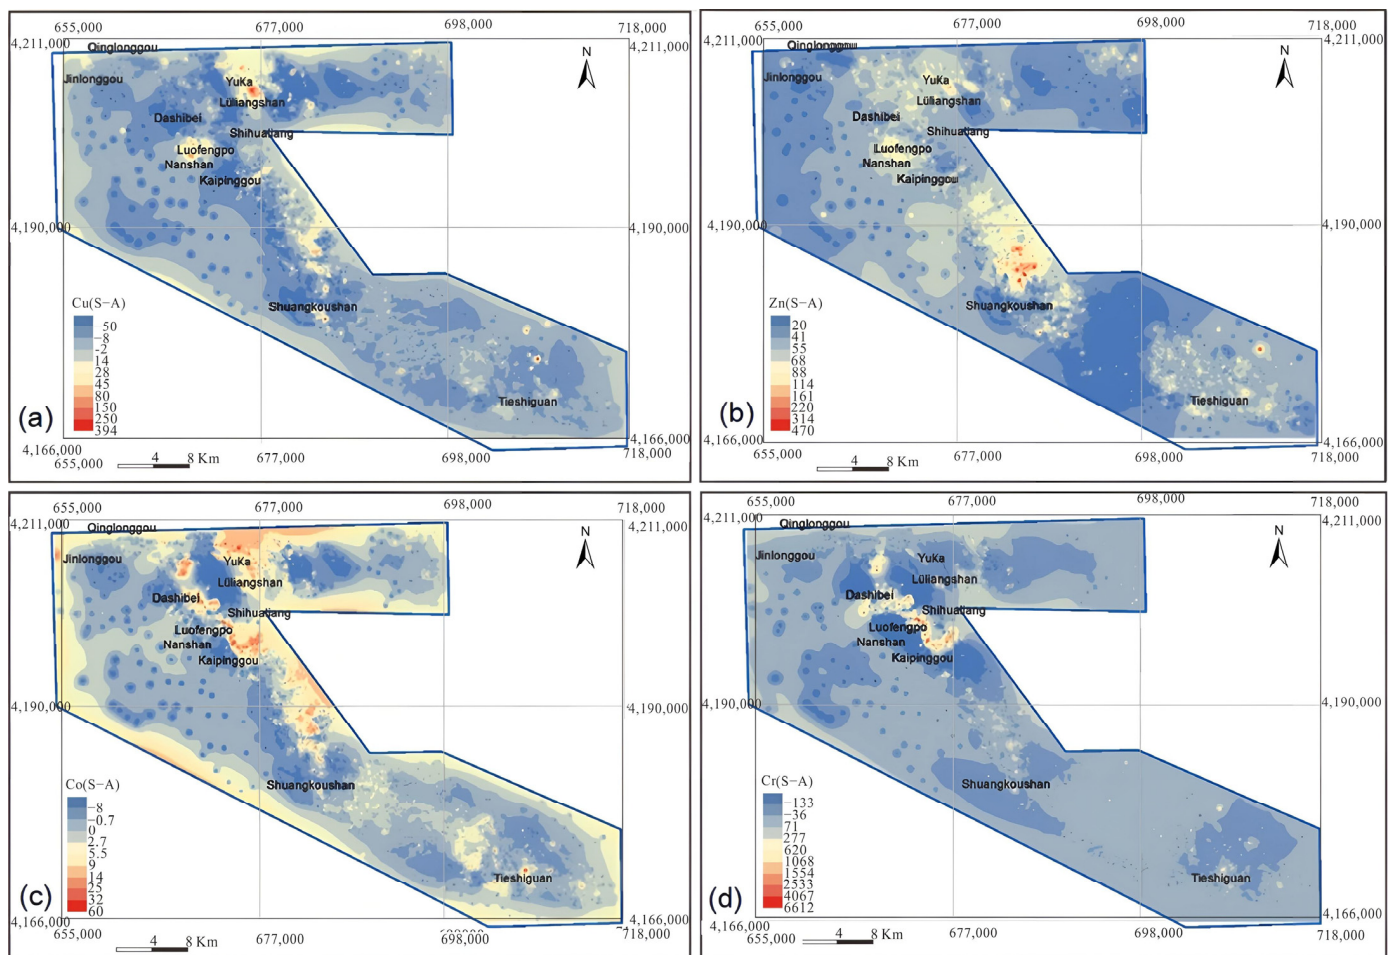 655,000
677,000
698,000
718,000
4,211,000
4,211,000
Qinglonggou
N
Jinlonggou
YuKa
Lüliangshan
Dashibei
Shihualiang
Luofengpo
Nanshan
Kaipinggou
4,190,000
4,190,000
Cu(S-A)
Shuangkoushan
50
-8
-2
14
28
45
80
150
250
394
Tieshiguan
(a)
4,166,000
4,166,000
655,000
4 8 Km
677,000
698,000
718,000
655,000
677,000
698,000
718,000
4,211,000
4,211,000
Qinglonggou
N
Jinlonggou
YuKa
Lüliangshan
Dashibei
Shihualiang
Luofengpo
Nanshan
Kaipinggou
4,190,000
4,190,000
Zn(S-A)
Shuangkoushan
20
41
55
68
88
114
161
220
314
470
Tieshiguan
(b)
4,166,000
4,166,000
655,000
4 8 Km
677,000
698,000
718,000
655,000
677,000
698,000
718,000
4,211,000
4,211,000
Qinglonggou
N
Jinlonggou
YuKa
Lüliangshan
Dashibei
Shihualiang
Luofengpo
Nanshan
Kaipinggou
4,190,000
4,190,000
Co(S-A)
Shuangkoushan
-8
-0.7
0
2.7
5.5
9
14
25
32
60
Tieshiguan
(c)
4,166,000
4,166,000
655,000
4 8 Km
677,000
698,000
718,000
655,000
677,000
698,000
718,000
4,211,000
4,211,000
Qinglonggou
N
Jinlonggou
YuKa
Lüliangshan
Dashibei
Shihualiang
Luofengpo
Nanshan
Kaipinggou
4,190,000
4,190,000
Cr(S-A)
Shuangkoushan
-133
-36
71
277
620
1068
1554
2533
4067
6612
Tieshiguan
(d)
4,166,000
4,166,000
655,000
4 8 Km
677,000
698,000
718,000